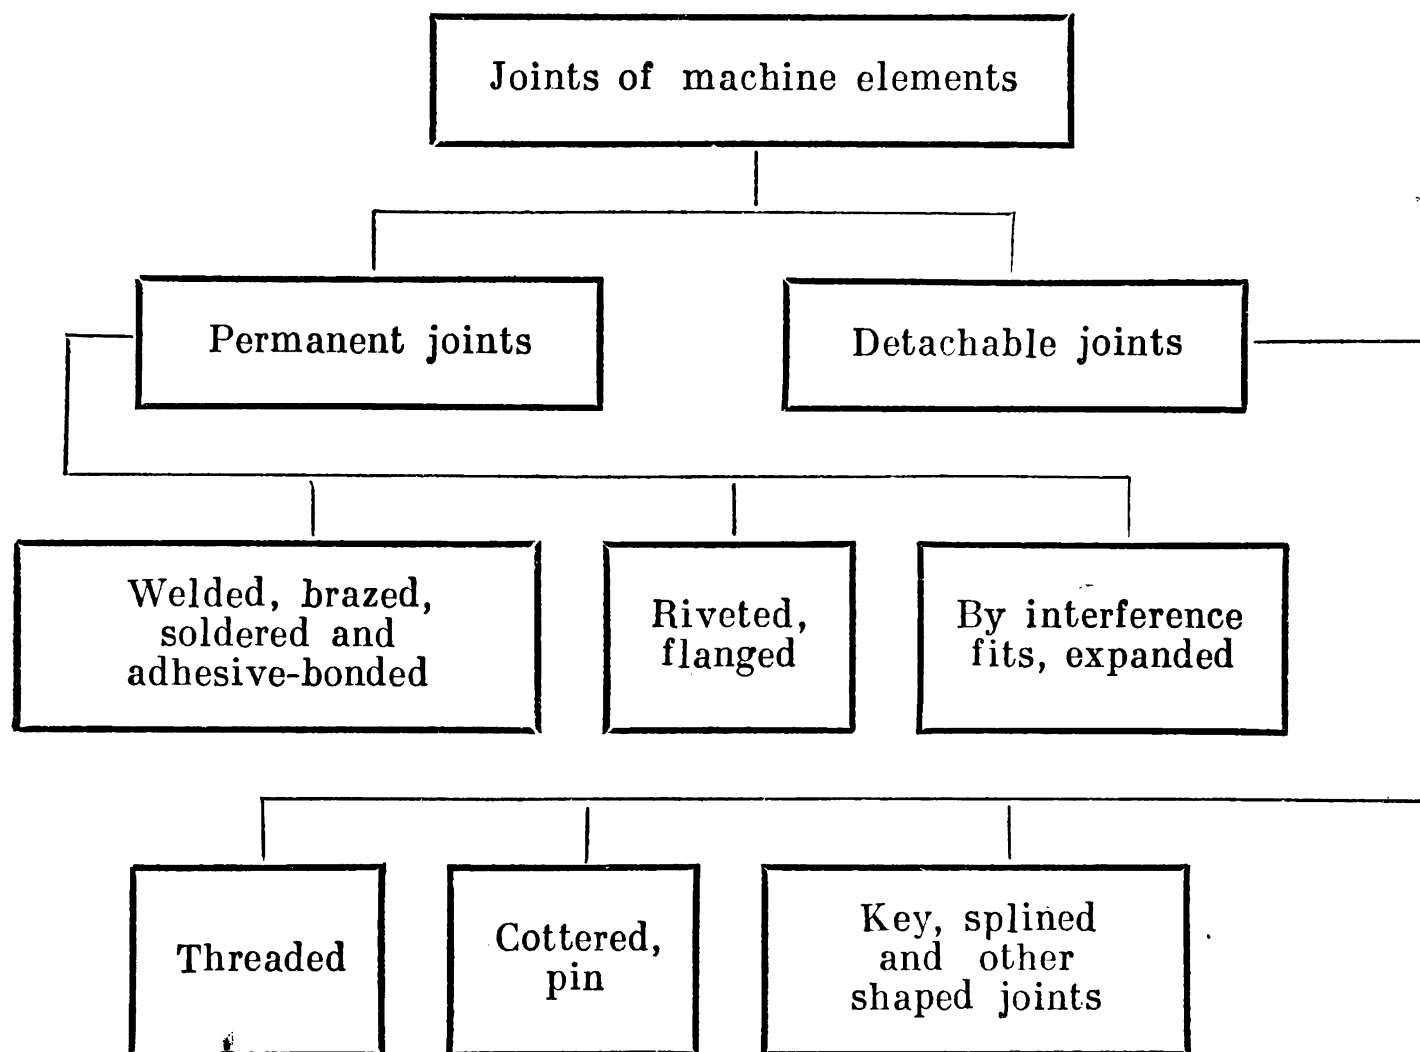 Joints of machine elements
Permanent joints
Detachable joints
Welded, brazed,
soldered and
adhesive-bonded
Riveted,
flanged
By interference
fits, expanded
Threaded
Cottered,
pin
Key, splined
and other
shaped joints